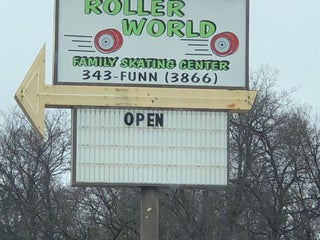 ROLLER
WORLD
FAMILY SKATING CENTER
343-FUNN (3866)
OPEN